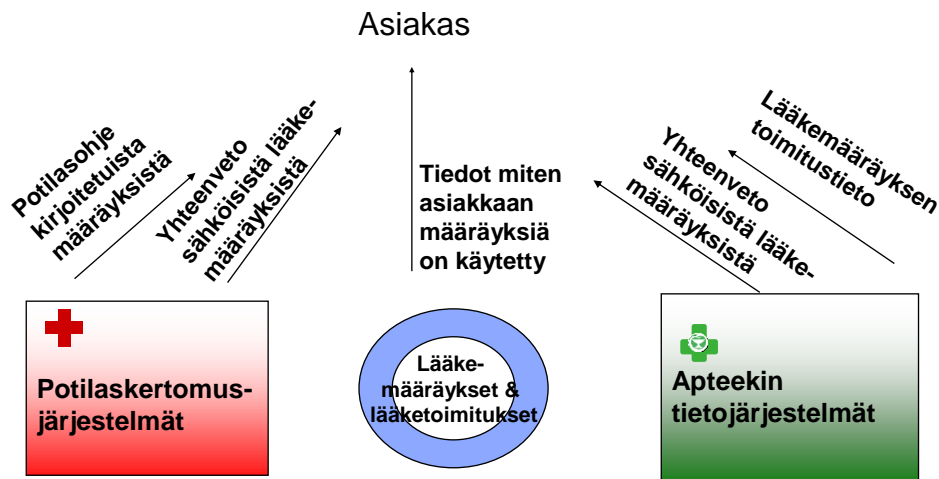 Asiakas
Potilasohje
kirjoitetuista
määräyksistä
Yhteenveto
sähköisistä lääke-
määräyksistä
Tiedot miten
asiakkaan
määräyksiä
on käytetty
Yhteenveto
sähköisistä lääke-
määräyksistä
Lääkemääräyksen
toimitustieto
Potilaskertomus-
järjestelmät
Lääke-
määräykset &
lääketoimitukset
Apteekin
tietojärjestelmät